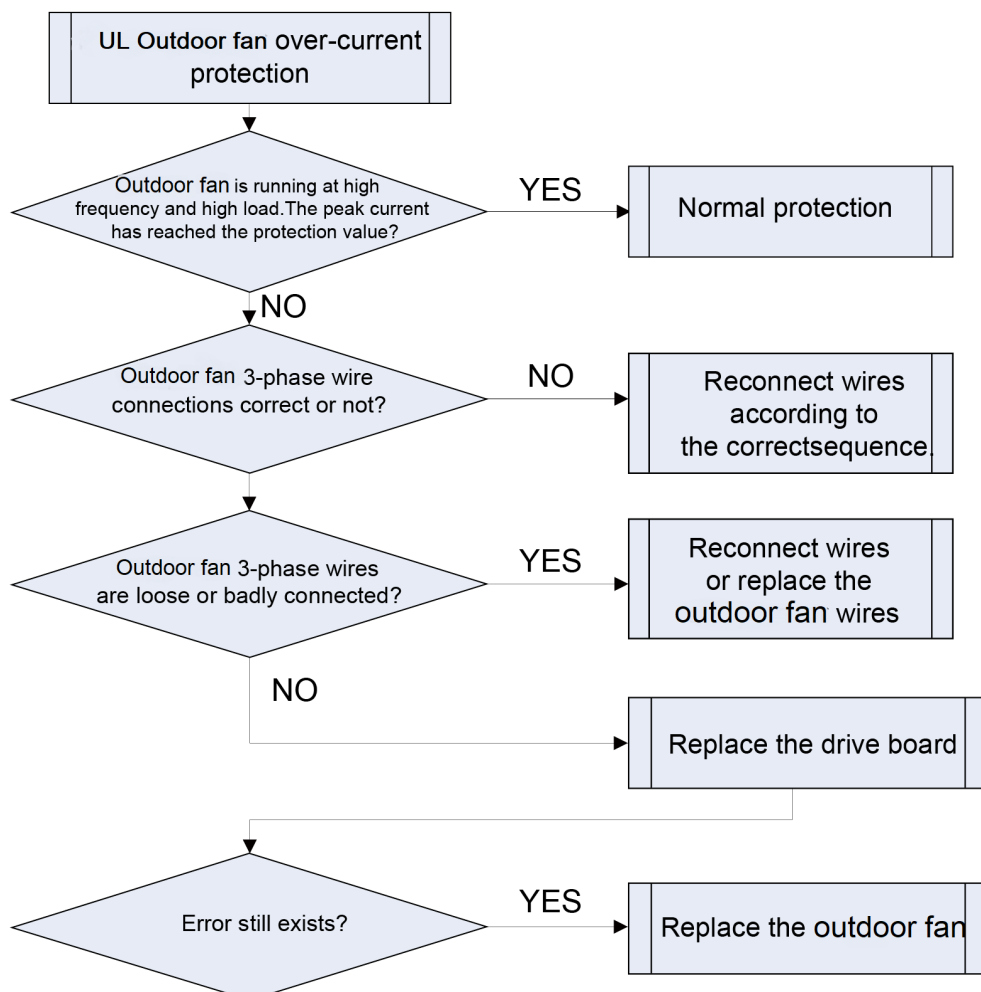 UL Outdoor fan over-current
protection
Outdoor fan is running at high
frequency and high load.The peak current
has reached the protection value?
YES
Normal protection
NO
Outdoor fan 3-phase wire
connections correct or not?
NO
Reconnect wires
according to
the correctsequence.
Outdoor fan 3-phase wires
are loose or badly connected?
YES
Reconnect wires
or replace the
outdoor fan wires
NO
Replace the drive board
Error still exists?
YES
Replace the outdoor fan